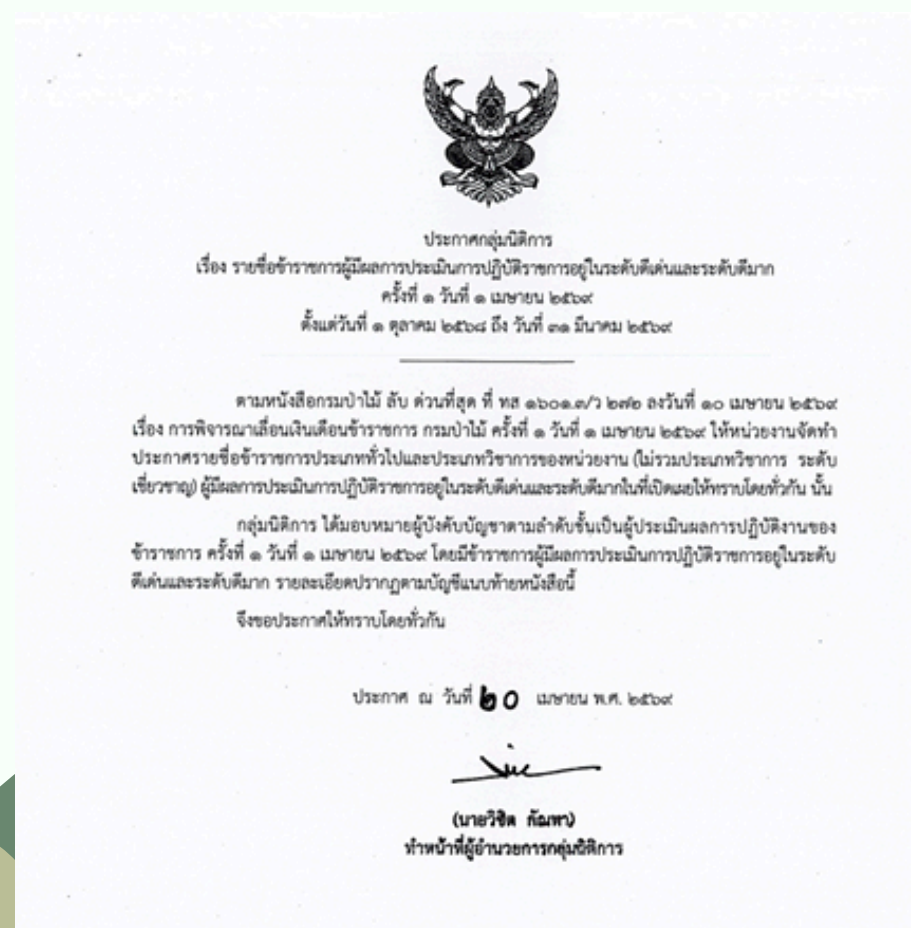 ประกาศกลุ่มนิติการ
เรื่อง รายชื่อข้าราชการผู้มีผลการประเมินการปฏิบัติราชการอยู่ในระดับดีเด่นและระดับดีมาก
ครั้งที่ ๑ วันที่ ๑ เมษายน ๒๕๖๙
ตั้งแต่วันที่ ๑ ตุลาคม ๒๕๖๘ ถึง วันที่ ๓๑ มีนาคม ๒๕๖๙
ตามหนังสือกรมป่าไม้ ลับ ด่วนที่สุด ที่ ทส ๑๖๐๑.๓/ว ๒๗๒ ลงวันที่ ๑๐ เมษายน ๒๕๖๙
เรื่อง การพิจารณาเลื่อนเงินเดือนข้าราชการ กรมป่าไม้ ครั้งที่ ๑ วันที่ ๑ เมษายน ๒๕๖๙ ให้หน่วยงานจัดทำ
ประกาศรายชื่อข้าราชการประเภททั่วไปและประเภทวิชาการของหน่วยงาน (ไม่รวมประเภทวิชาการ ระดับ
เชี่ยวชาญ) ผู้มีผลการประเมินการปฏิบัติราชการอยู่ในระดับดีเด่นและระดับดีมากในที่เปิดเผยให้ทราบโดยทั่วกัน นั้น
กลุ่มนิติการ ได้มอบหมายผู้บังคับบัญชาตามลำดับชั้นเป็นผู้ประเมินผลการปฏิบัติงานของ
ข้าราชการ ครั้งที่ ๑ วันที่ ๑ เมษายน ๒๕๖๙ โดยมีข้าราชการผู้มีผลการประเมินการปฏิบัติราชการอยู่ในระดับ
ดีเด่นและระดับดีมาก รายละเอียดปรากฏตามบัญชีแนบท้ายหนังสือนี้
จึงขอประกาศให้ทราบโดยทั่วกัน
ประกาศ ณ วันที่ ๒๐ เมษายน พ.ศ. ๒๕๖๙
(นายวิชิต กัณหา)
ทำหน้าที่ผู้อำนวยการกลุ่มนิติการ